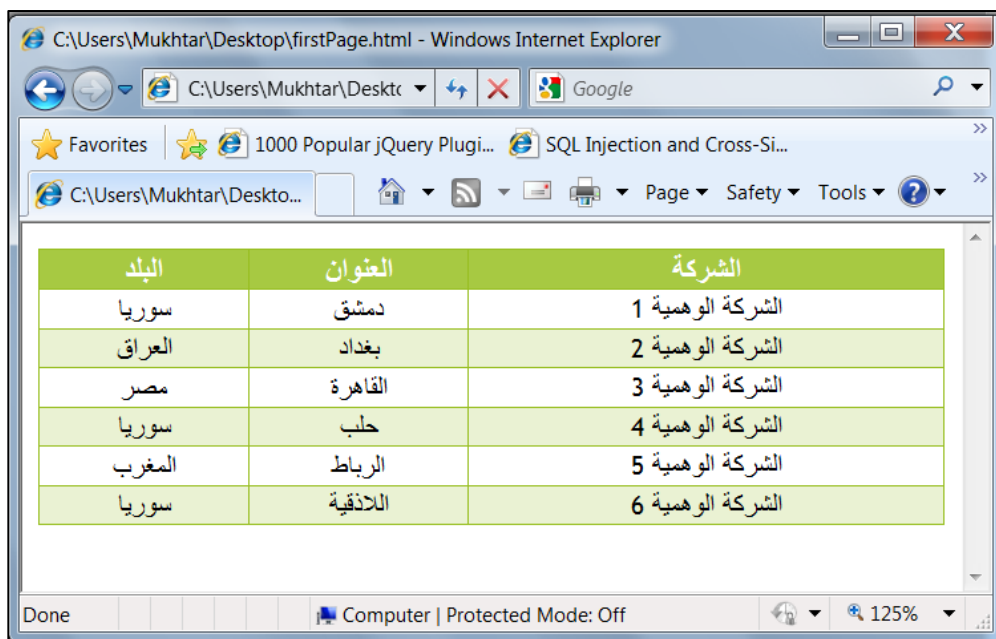 C:\Users\Mukhtar\Desktop\firstPage.html - Windows Internet Explorer
C:\Users\Mukhtar\Deskto Google
Favorites 1000 Popular jQuery Plugi... SQL Injection and Cross-Si...
C:\Users\Mukhtar\Deskto... Page Safety Tools
الشركة العنوان البلد
الشركة الوهمية 1 دمشق سوريا
الشركة الوهمية 2 بغداد العراق
الشركة الوهمية 3 القاهرة مصر
الشركة الوهمية 4 حلب سوريا
الشركة الوهمية 5 الرباط المغرب
الشركة الوهمية 6 اللاذقية سوريا
Done Computer | Protected Mode: Off 125%